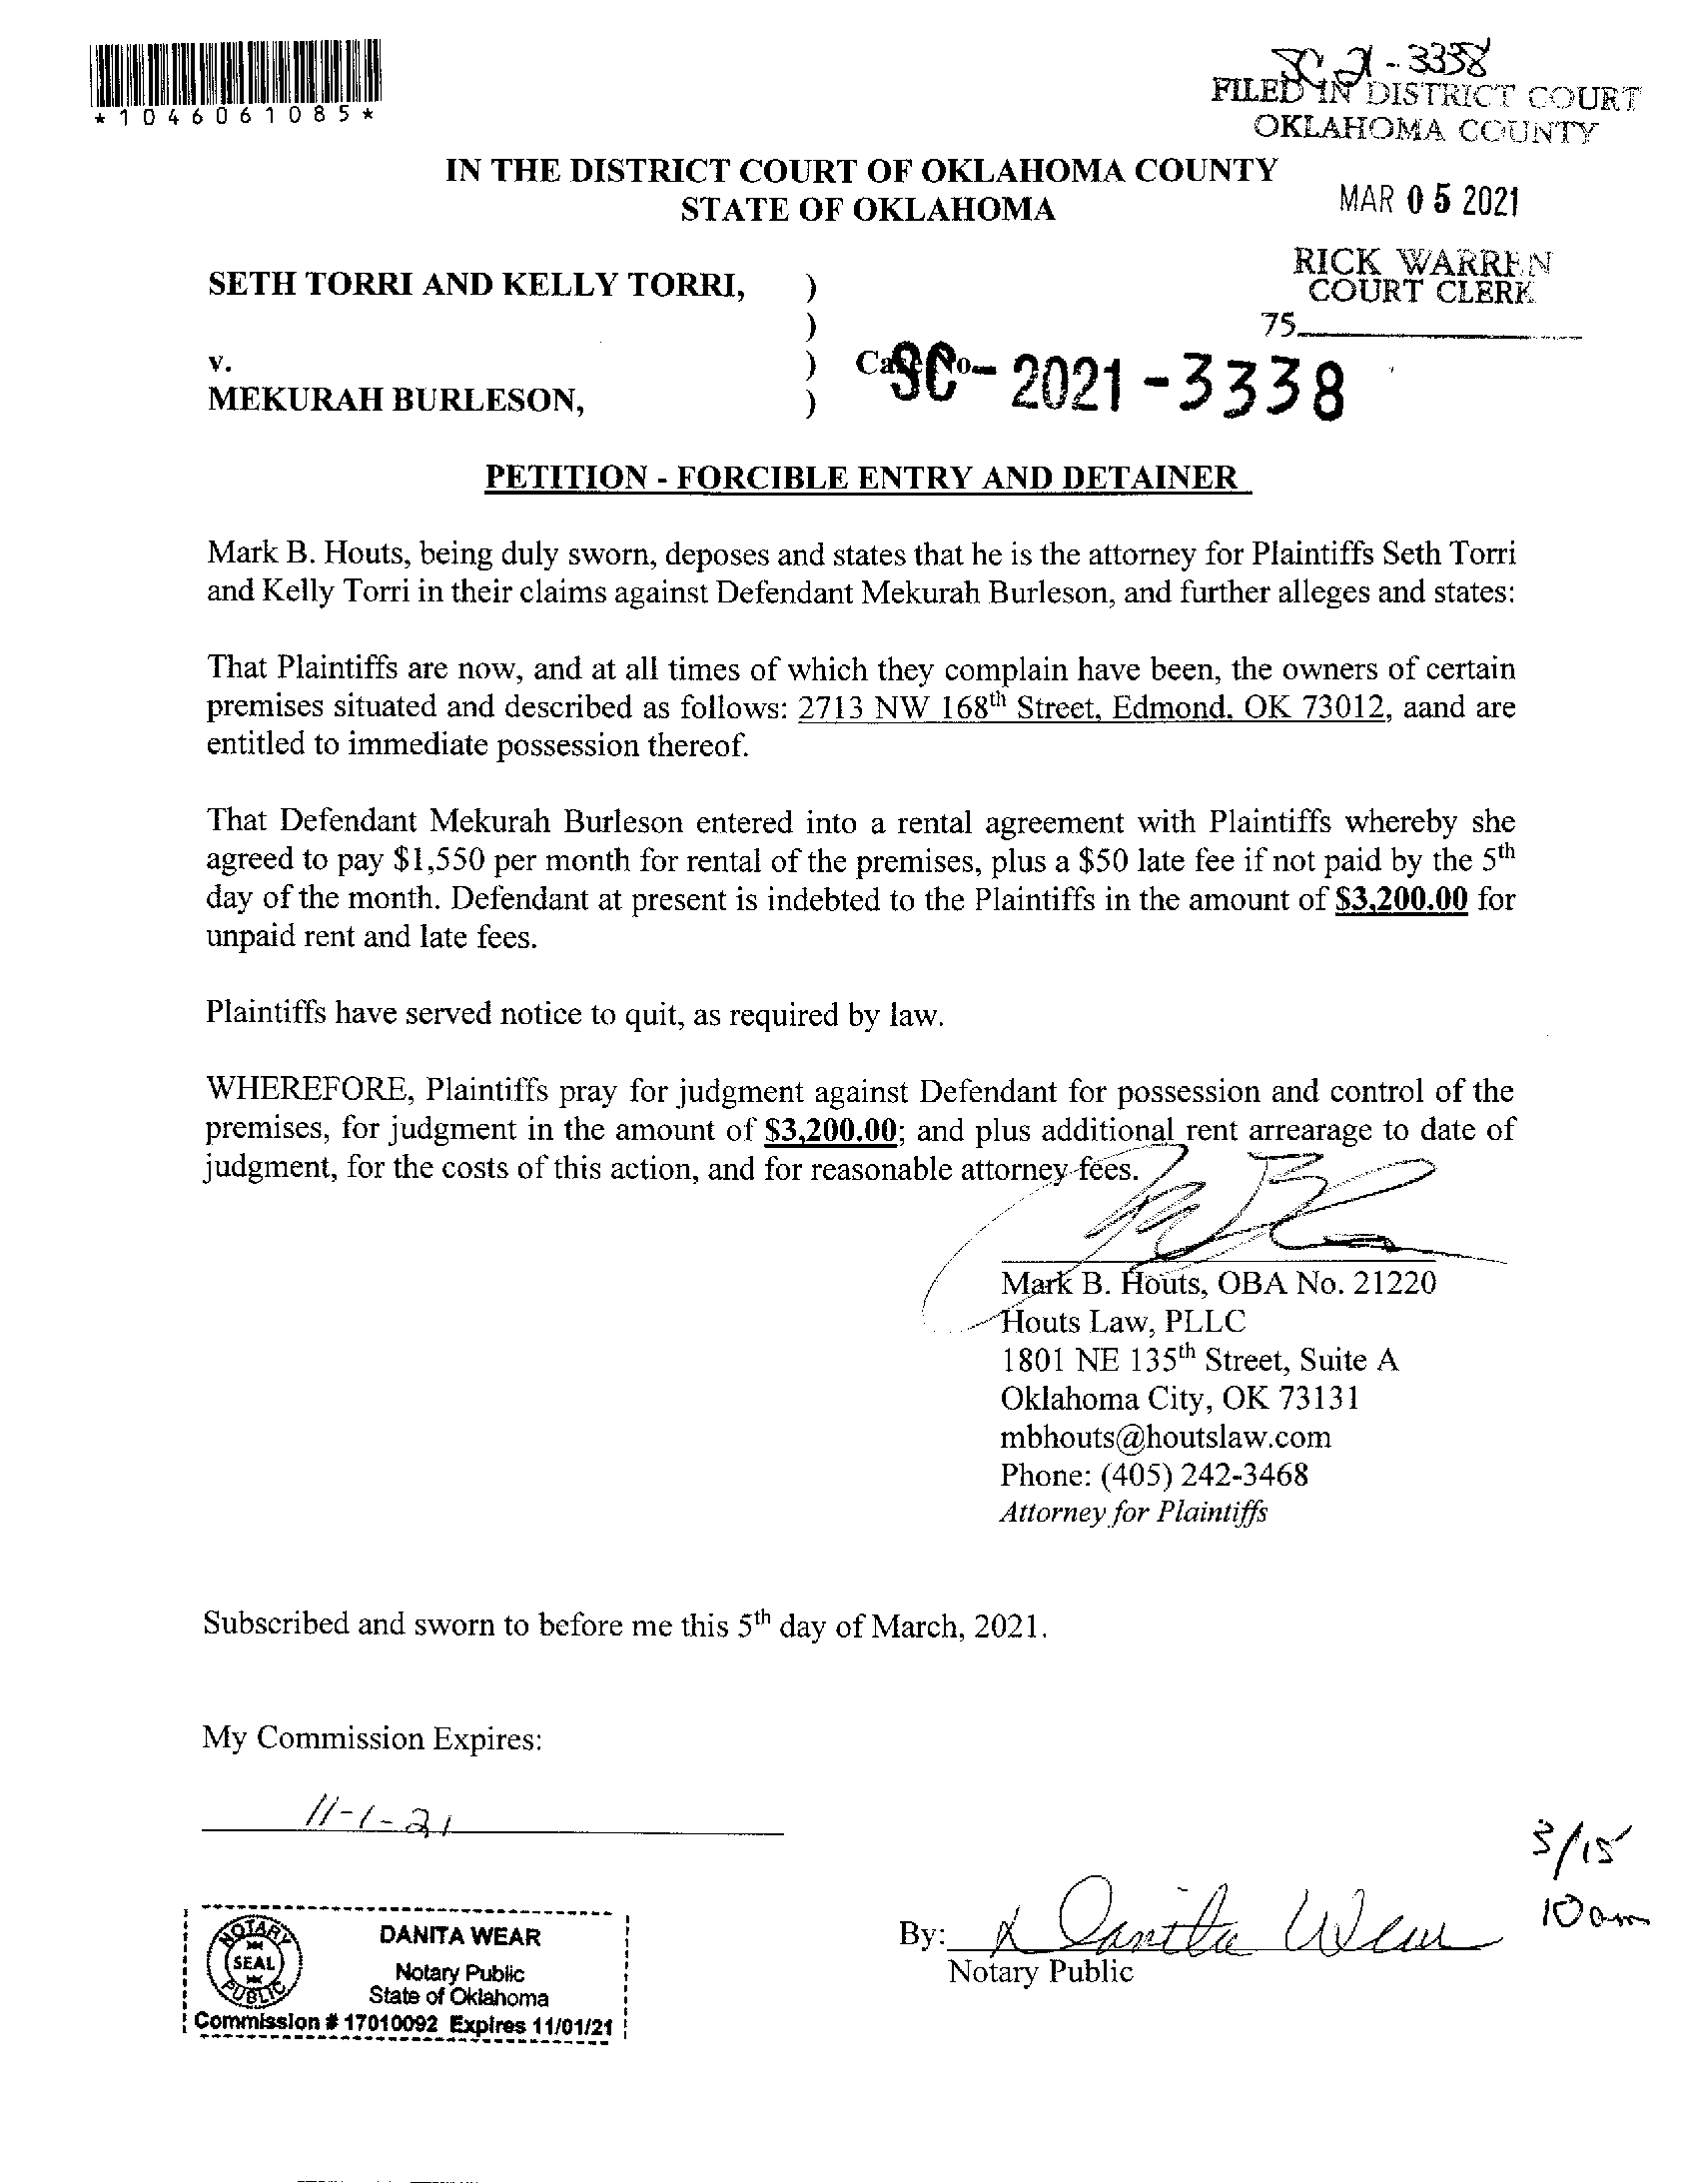 *1046061085*
SC 21-3338
FILED IN DISTRICT COURT
OKLAHOMA COUNTY
IN THE DISTRICT COURT OF OKLAHOMA COUNTY
STATE OF OKLAHOMA
MAR 05 2021
RICK WARREN
COURT CLERK
75
SETH TORRI AND KELLY TORRI, )
)
v. ) Case No. SC-2021-3338
MEKURAH BURLESON, )
PETITION - FORCIBLE ENTRY AND DETAINER
Mark B. Houts, being duly sworn, deposes and states that he is the attorney for Plaintiffs Seth Torri
and Kelly Torri in their claims against Defendant Mekurah Burleson, and further alleges and states:
That Plaintiffs are now, and at all times of which they complain have been, the owners of certain
premises situated and described as follows: 2713 NW 168th Street, Edmond, OK 73012, aand are
entitled to immediate possession thereof.
That Defendant Mekurah Burleson entered into a rental agreement with Plaintiffs whereby she
agreed to pay $1,550 per month for rental of the premises, plus a $50 late fee if not paid by the 5th
day of the month. Defendant at present is indebted to the Plaintiffs in the amount of $3,200.00 for
unpaid rent and late fees.
Plaintiffs have served notice to quit, as required by law.
WHEREFORE, Plaintiffs pray for judgment against Defendant for possession and control of the
premises, for judgment in the amount of $3,200.00; and plus additional rent arrearage to date of
judgment, for the costs of this action, and for reasonable attorney fees.
Mark B. Houts, OBA No. 21220
Houts Law, PLLC
1801 NE 135th Street, Suite A
Oklahoma City, OK 73131
mbhouts@houtslaw.com
Phone: (405) 242-3468
Attorney for Plaintiffs
Subscribed and sworn to before me this 5th day of March, 2021.
My Commission Expires:
11-1-21
3/15
10am
NOTARY
SEAL
PUBLIC
DANITA WEAR
Notary Public
State of Oklahoma
Commission # 17010092 Expires 11/01/21
By: X Danita Wear
Notary Public